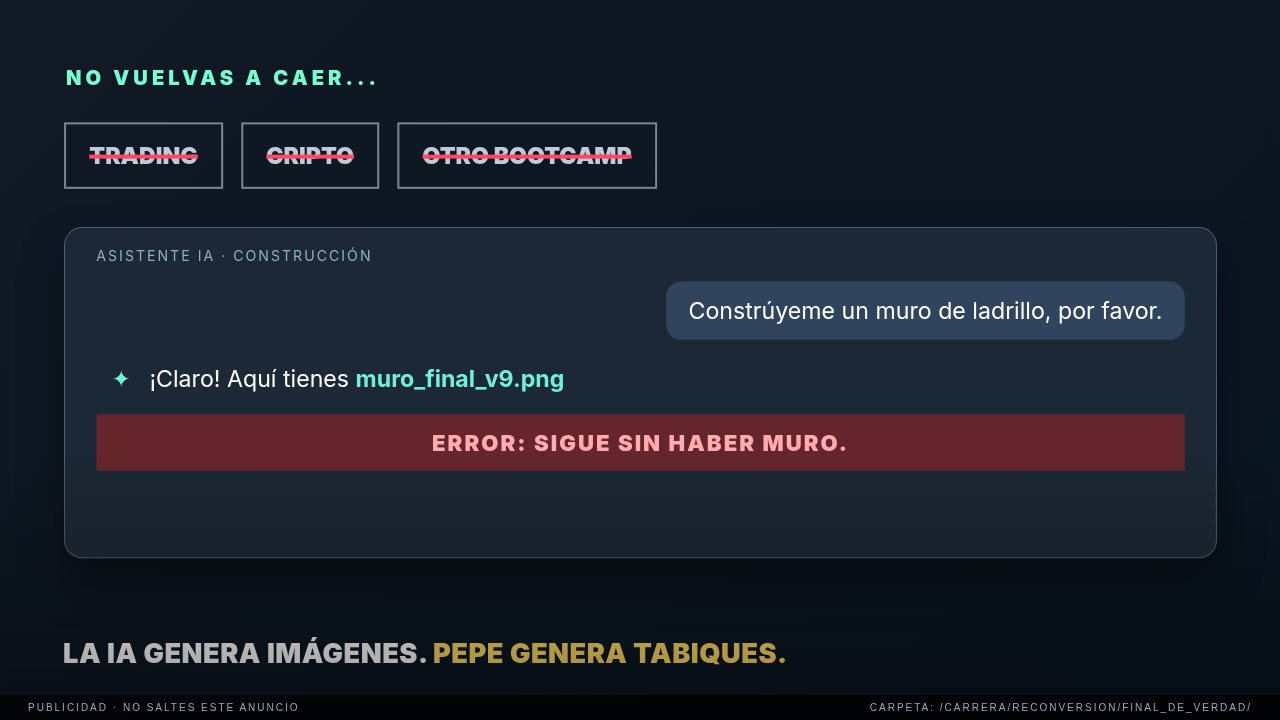 NO VUELVAS A CAER...
TRADING
CRIPTO
OTRO BOOTCAMP
ASISTENTE IA · CONSTRUCCIÓN
Constrúyeme un muro de ladrillo, por favor.
✦ ¡Claro! Aquí tienes muro_final_v9.png
ERROR: SIGUE SIN HABER MURO.
LA IA GENERA IMÁGENES. PEPE GENERA TABIQUES.
PUBLICIDAD · NO SALTES ESTE ANUNCIO
CARPETA: /CARRERA/RECONVERSION/FINAL_DE_VERDAD/